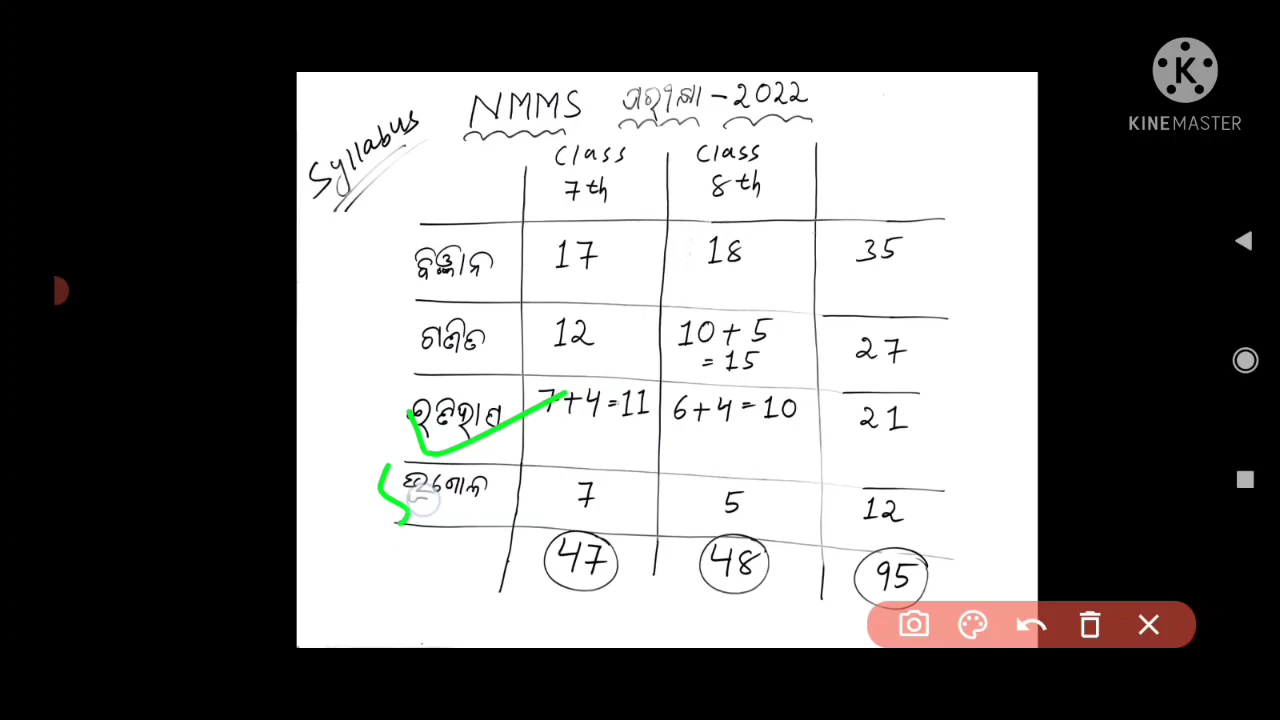 Syllabus
NMMS ପରୀକ୍ଷା - 2022
Class 7th Class 8th
ବିଜ୍ଞାନ 17 18 35
ଗଣିତ 12 10 + 5 = 15 27
ଇତିହାସ 7+4=11 6+4=10 21
ଭୂଗୋଳ 7 5 12
47 48 95
K
KINEMASTER